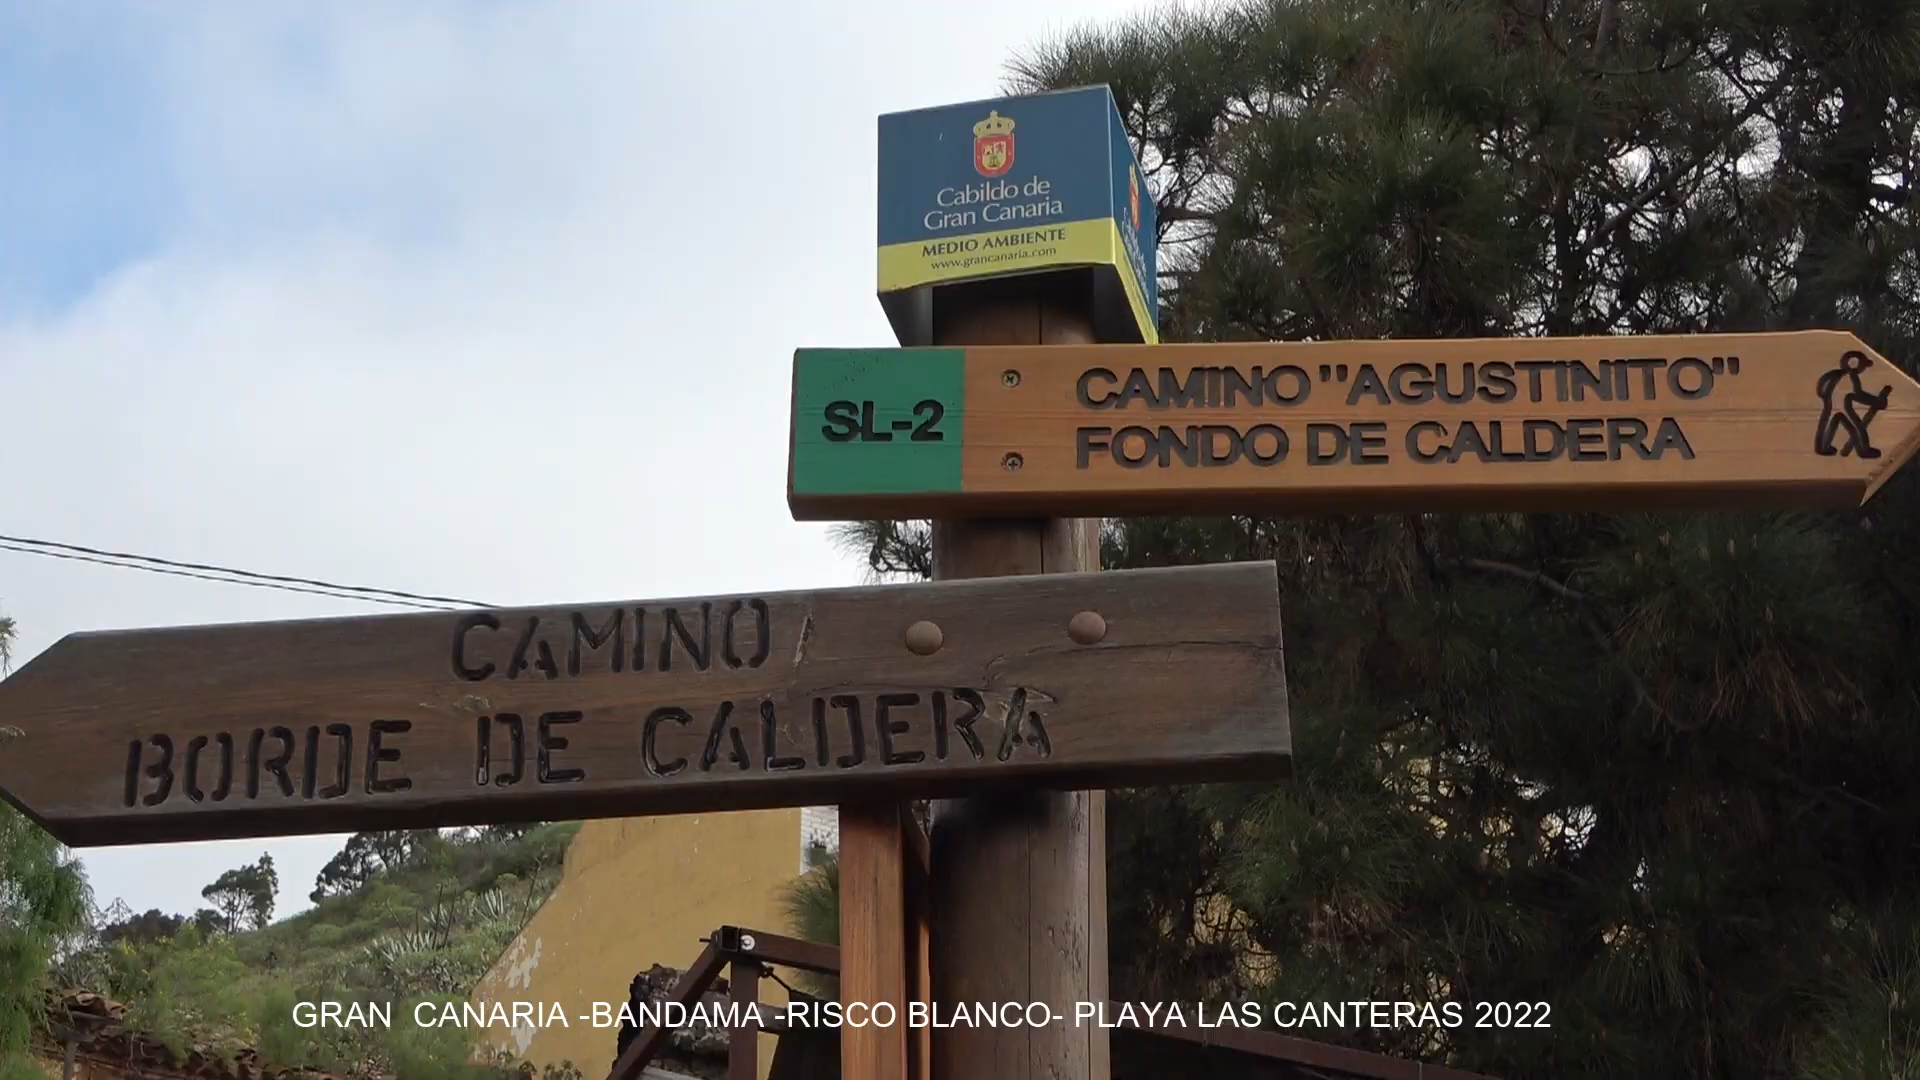 Cabildo de
Gran Canaria
MEDIO AMBIENTE
www.grancanaria.com
SL-2
CAMINO "AGUSTINITO"
FONDO DE CALDERA
CAMINO
BORDE DE CALDERA
GRAN  CANARIA -BANDAMA -RISCO BLANCO- PLAYA LAS CANTERAS 2022